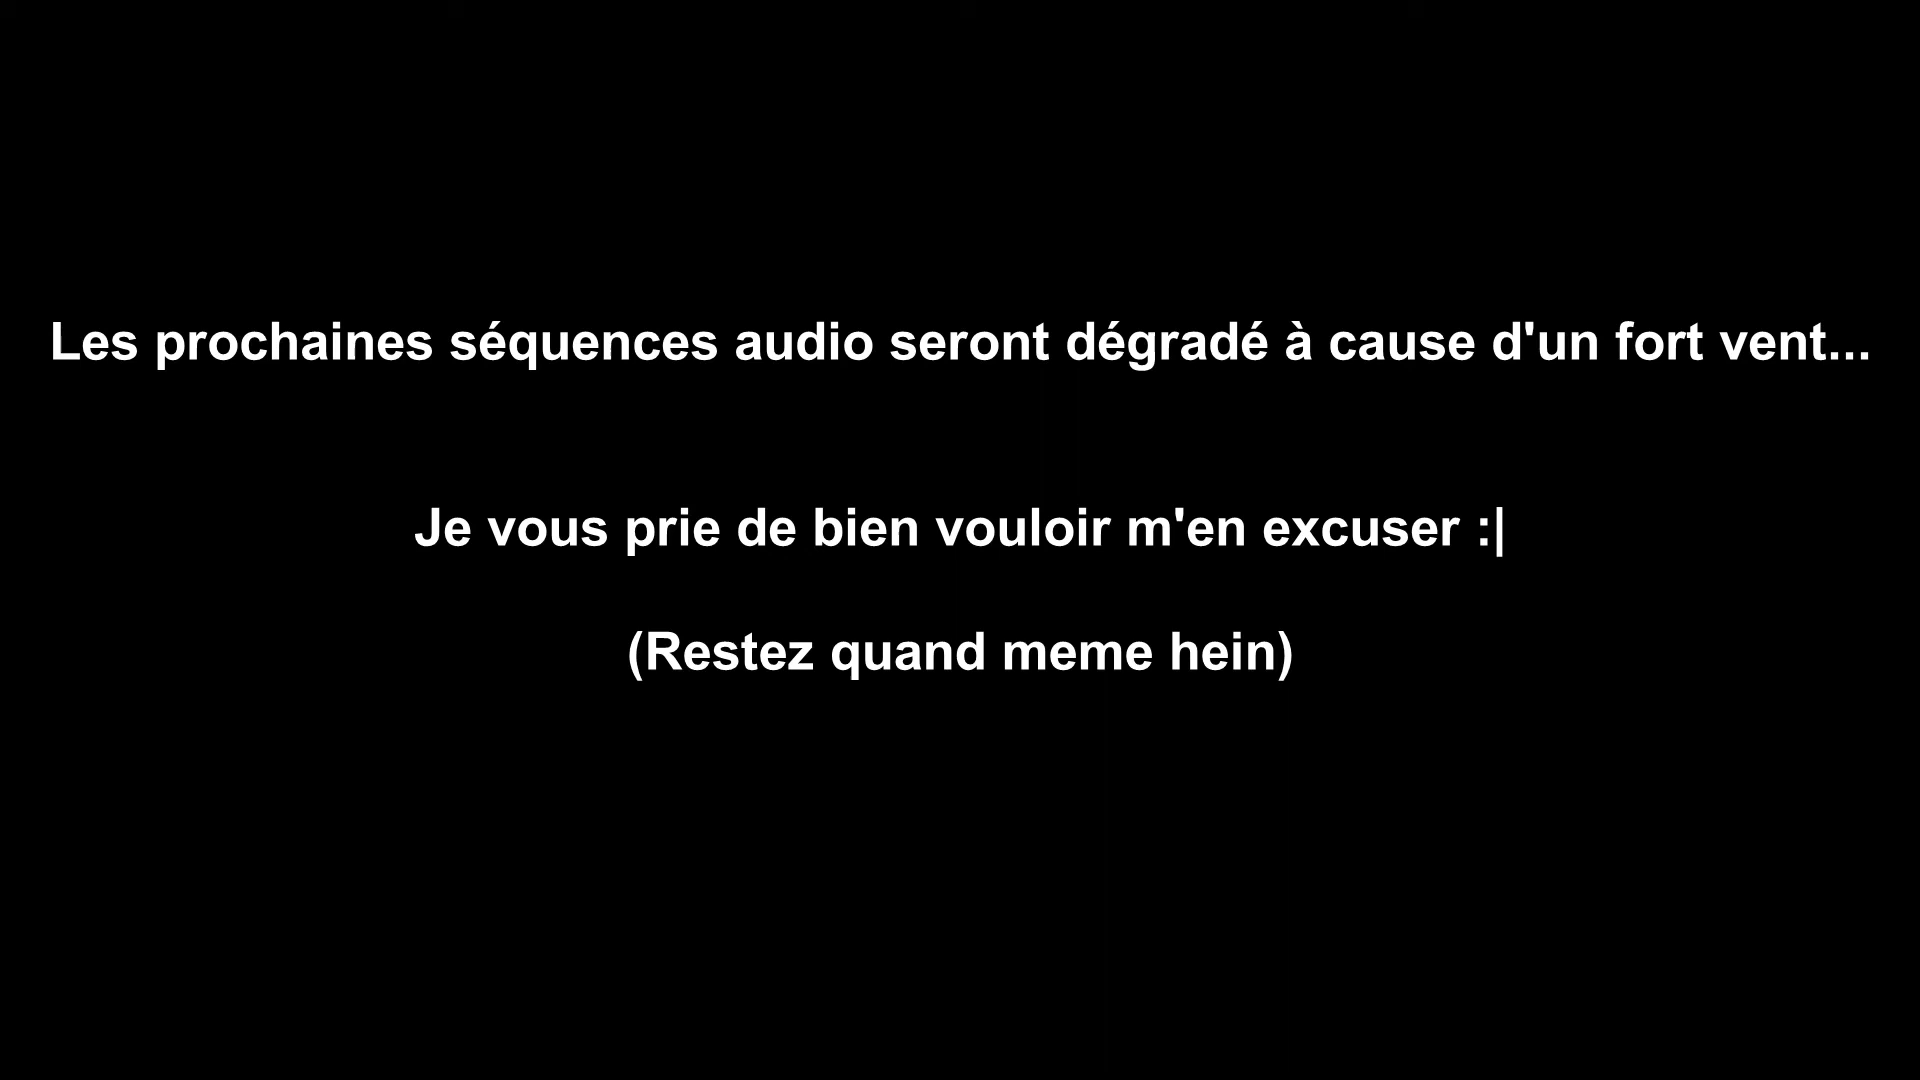 Les prochaines séquences audio seront dégradé à cause d'un fort vent...
Je vous prie de bien vouloir m'en excuser :|
(Restez quand meme hein)